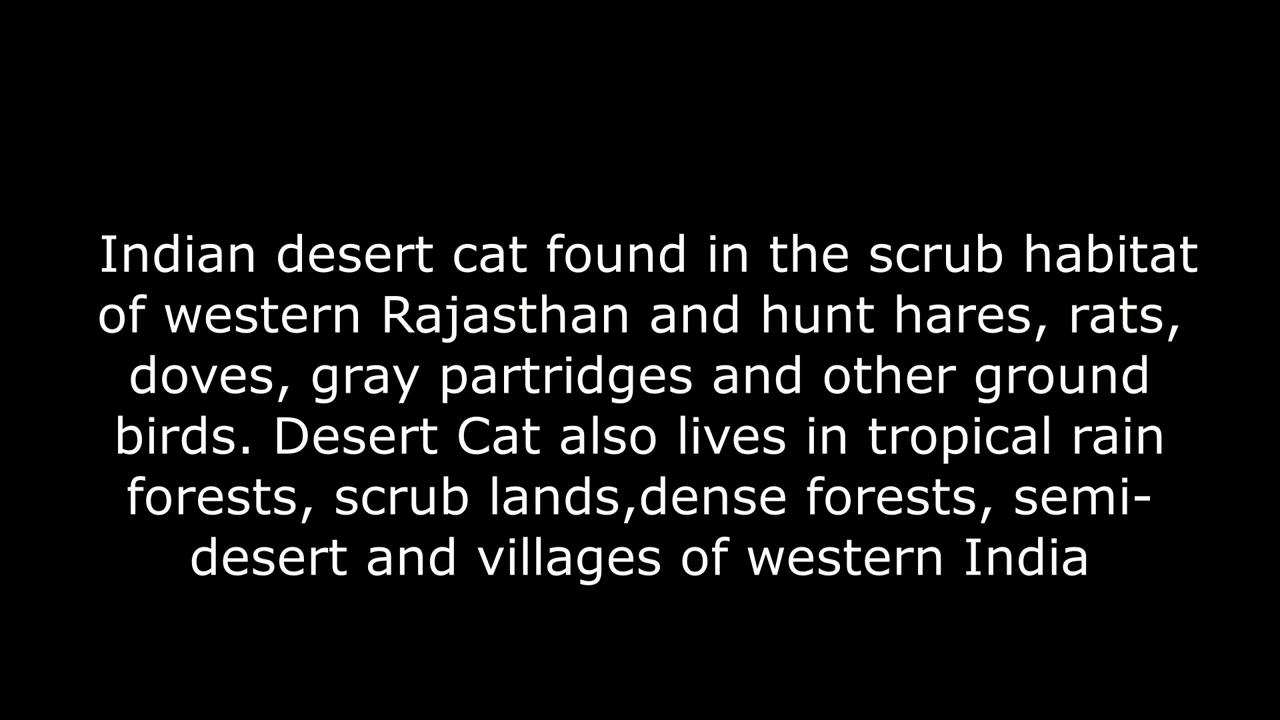 Indian desert cat found in the scrub habitat
of western Rajasthan and hunt hares, rats,
doves, gray partridges and other ground
birds. Desert Cat also lives in tropical rain
forests, scrub lands,dense forests, semi-
desert and villages of western India